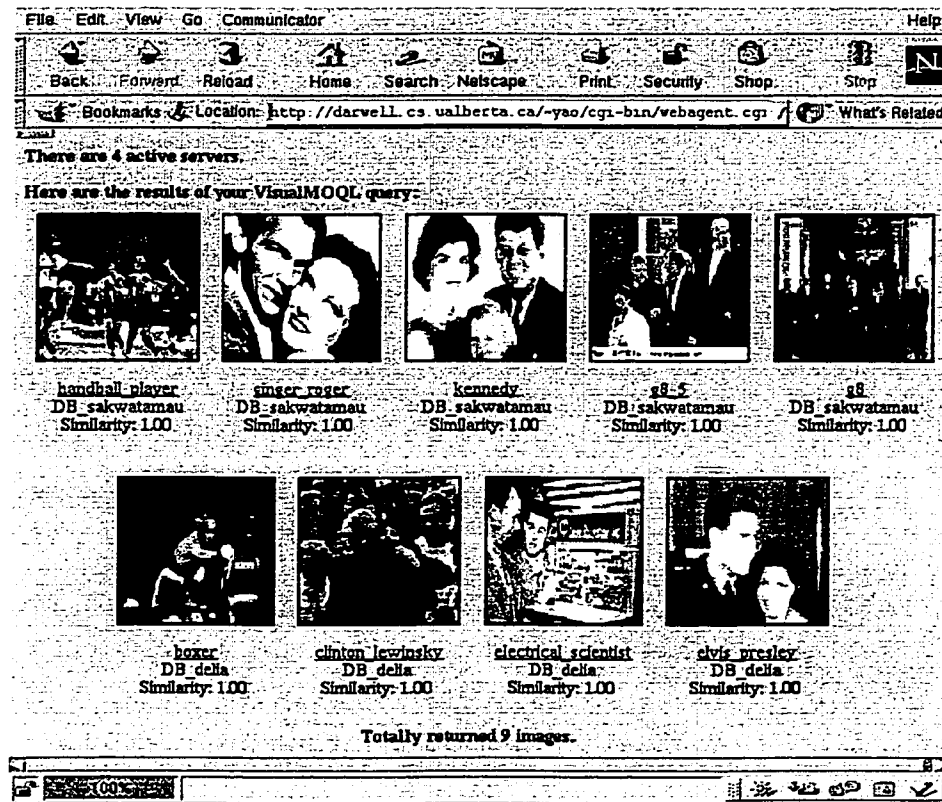 File Edit View Go Communicator Help
Back Forward Reload Home Search Netscape Print Security Shop Stop
N
Bookmarks Location: http://darwell.cs.ualberta.ca/~yao/cgi-bin/webagent.cgi What's Related
There are 4 active servers.
Here are the results of your VisualMOQL query:
handball_player ginger_roger kennedy g8_5 g8
DB_sakwatamau DB_sakwatamau DB_sakwatamau DB_sakwatamau DB_sakwatamau
Similarity: 1.00 Similarity: 1.00 Similarity: 1.00 Similarity: 1.00 Similarity: 1.00
boxer clinton_lewinsky electrical_scientist elvis_presley
DB_delia DB_delia DB_delia DB_delia
Similarity: 1.00 Similarity: 1.00 Similarity: 1.00 Similarity: 1.00
Totally returned 9 images.
100%